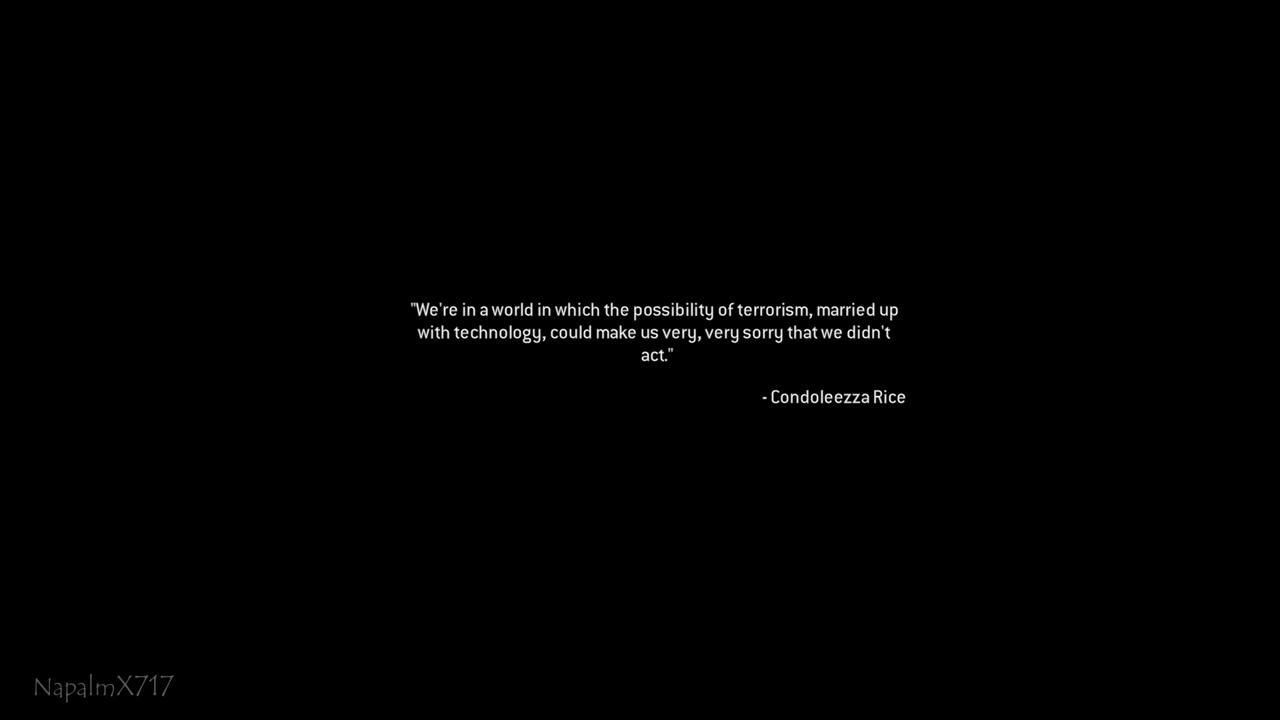 "We're in a world in which the possibility of terrorism, married up
with technology, could make us very, very sorry that we didn't
act."
- Condoleezza Rice
NapalmX717